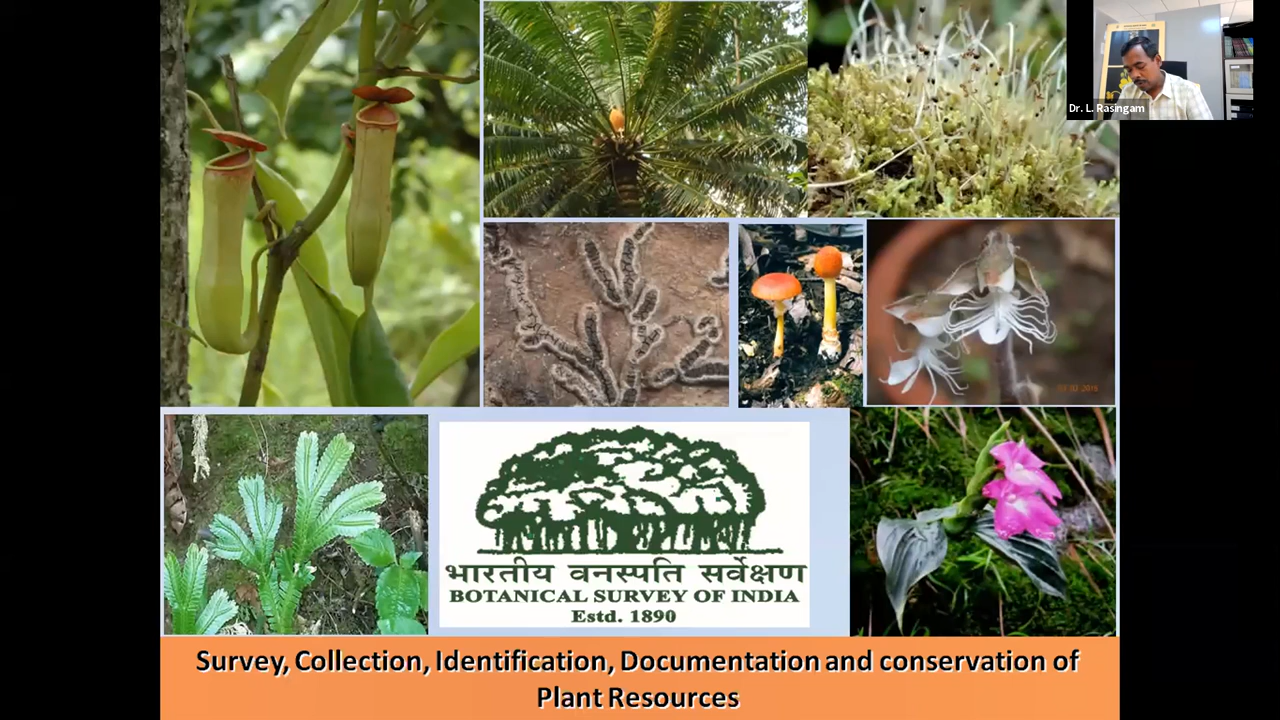 Dr. L. Rasingam
भारतीय वनस्पति सर्वेक्षण
BOTANICAL SURVEY OF INDIA
Estd. 1890
Survey, Collection, Identification, Documentation and conservation of
Plant Resources